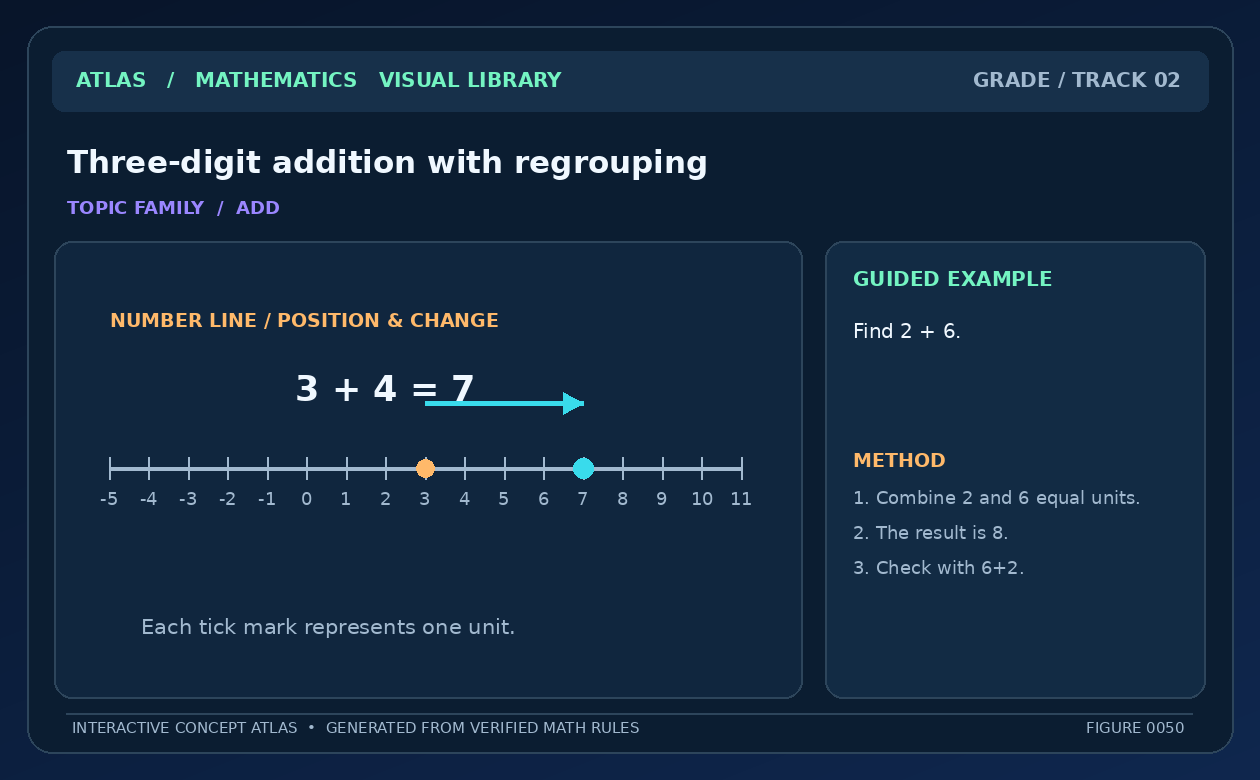 ATLAS / MATHEMATICS VISUAL LIBRARY
GRADE / TRACK 02
Three-digit addition with regrouping
TOPIC FAMILY / ADD
NUMBER LINE / POSITION & CHANGE
3 + 4 = 7
-5 -4 -3 -2 -1 0 1 2 3 4 5 6 7 8 9 10 11
Each tick mark represents one unit.
GUIDED EXAMPLE
Find 2 + 6.
METHOD
1. Combine 2 and 6 equal units.
2. The result is 8.
3. Check with 6+2.
INTERACTIVE CONCEPT ATLAS • GENERATED FROM VERIFIED MATH RULES
FIGURE 0050